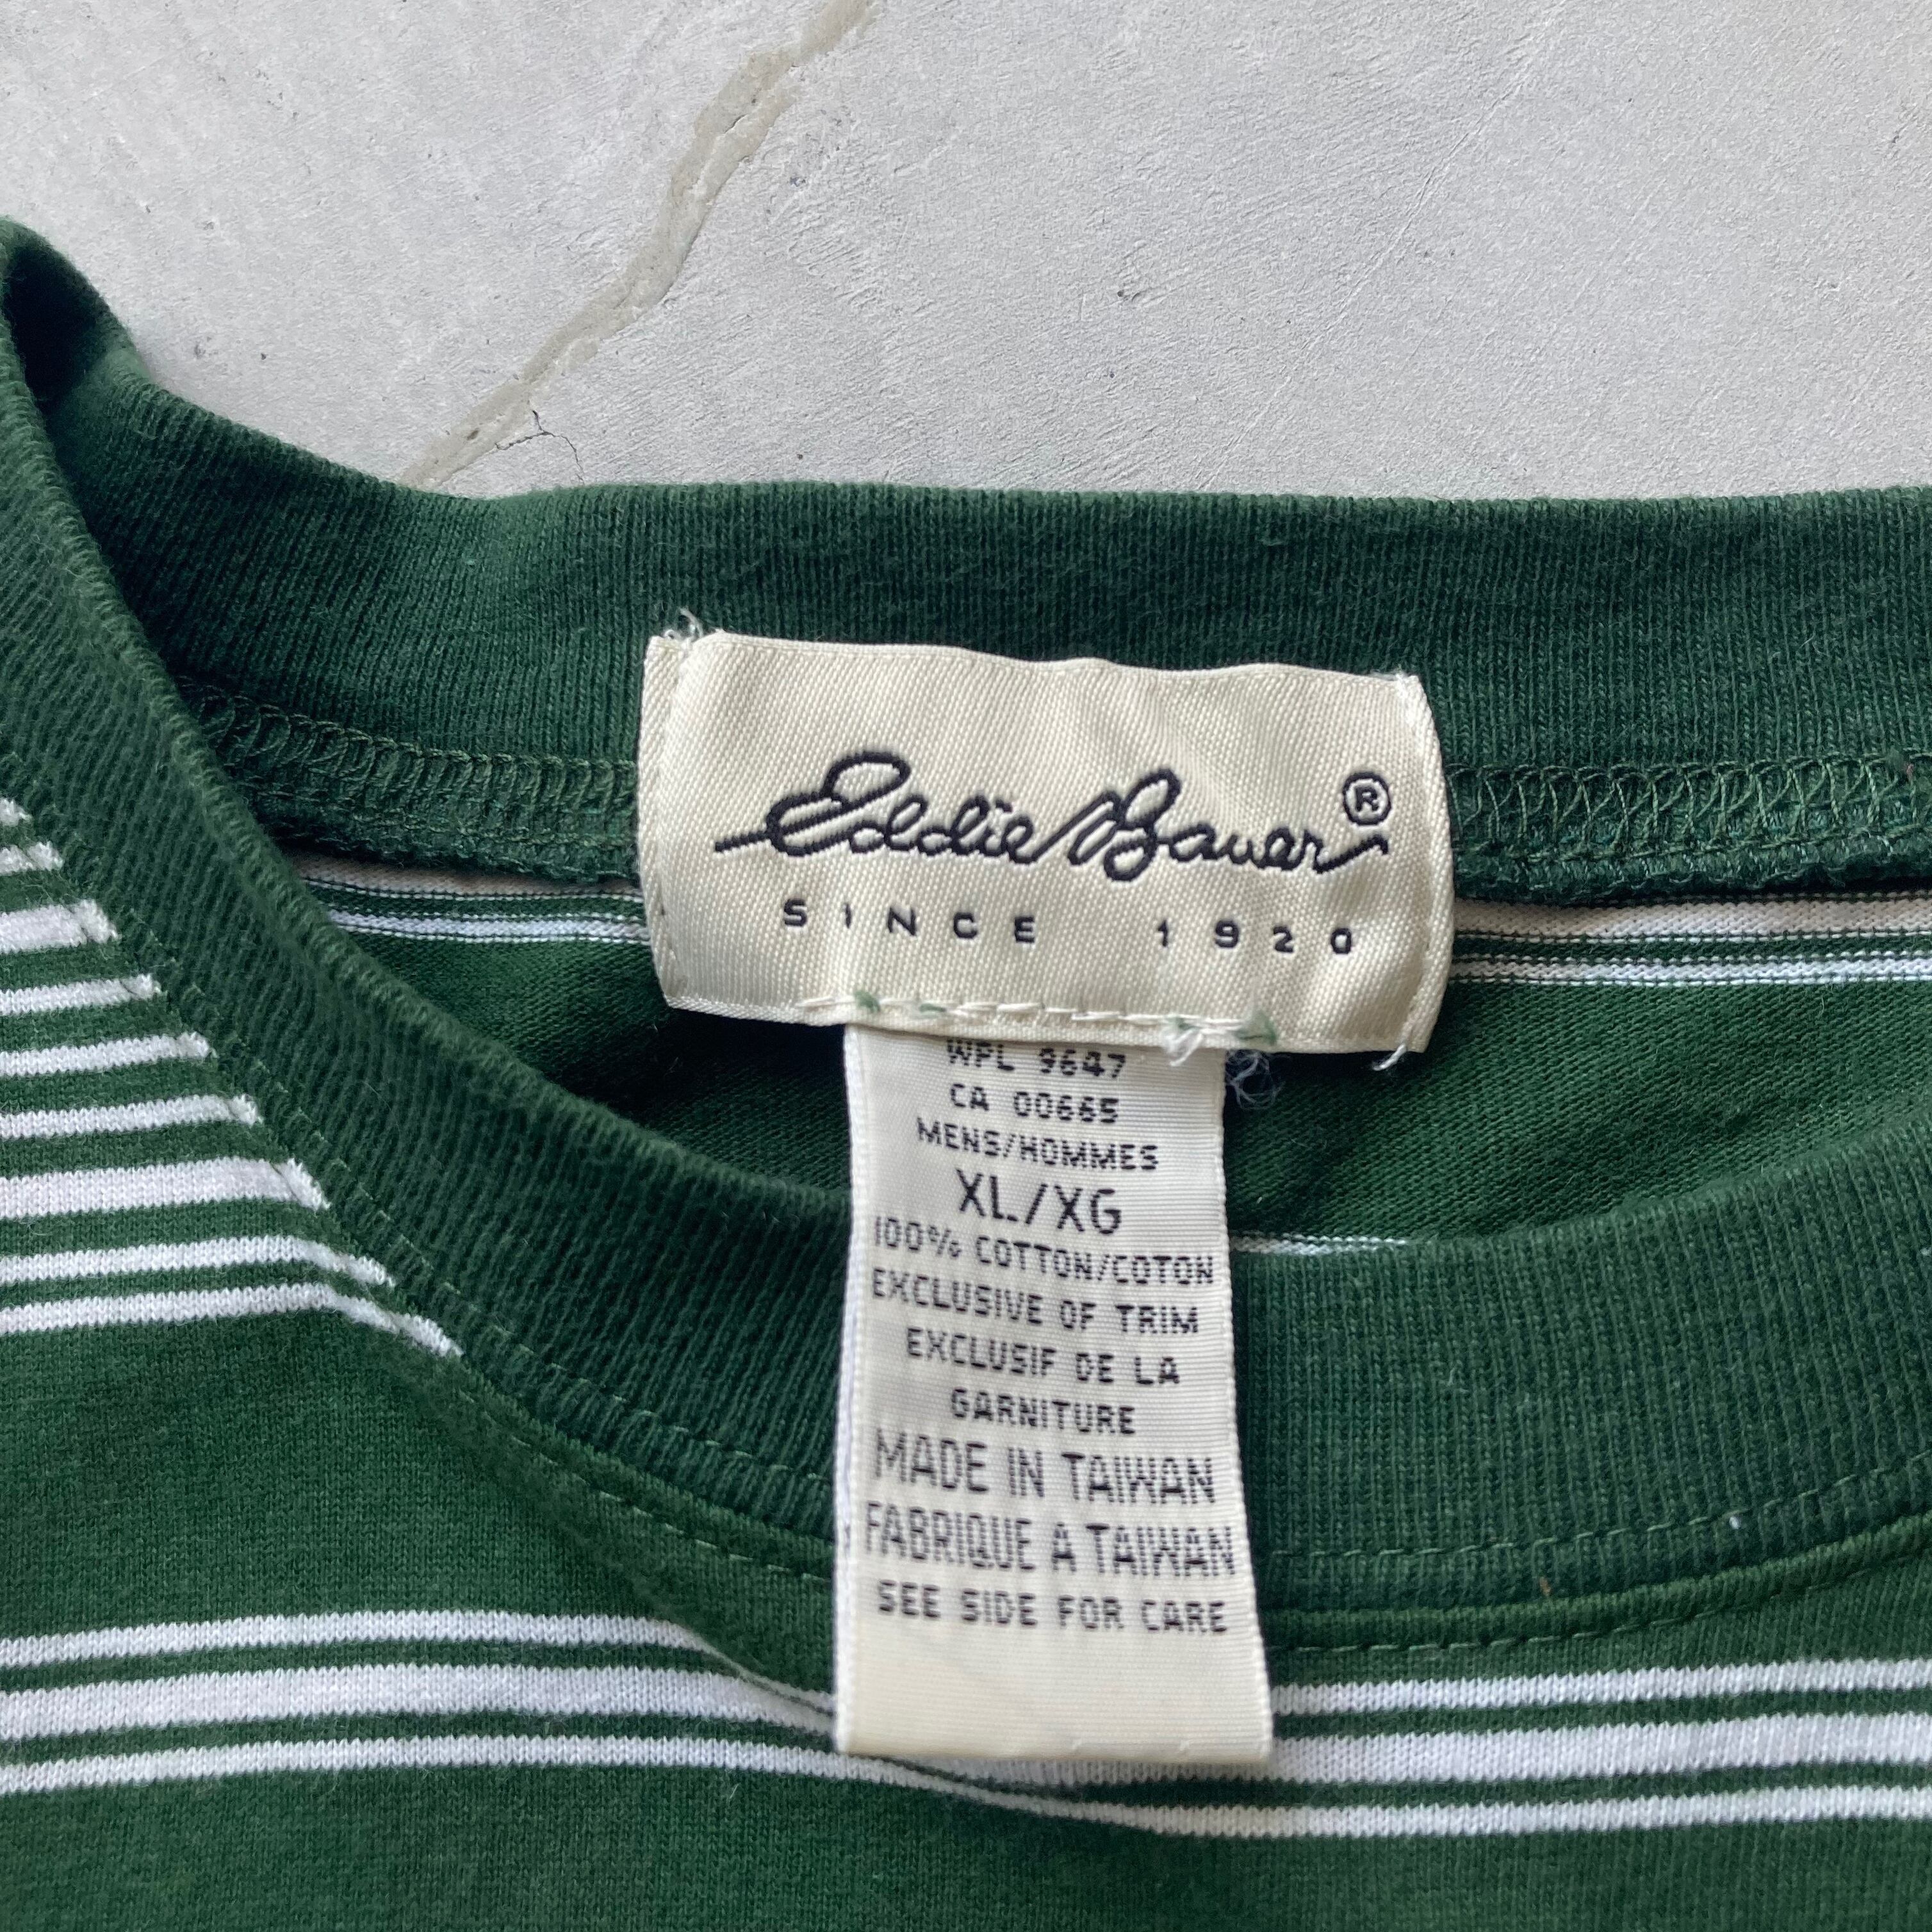 Eddie Bauer®
SINCE 1920
WPL 9647
CA 00665
MENS/HOMMES
XL/XG
100% COTTON/COTON
EXCLUSIVE OF TRIM
EXCLUSIF DE LA
GARNITURE
MADE IN TAIWAN
FABRIQUE A TAIWAN
SEE SIDE FOR CARE